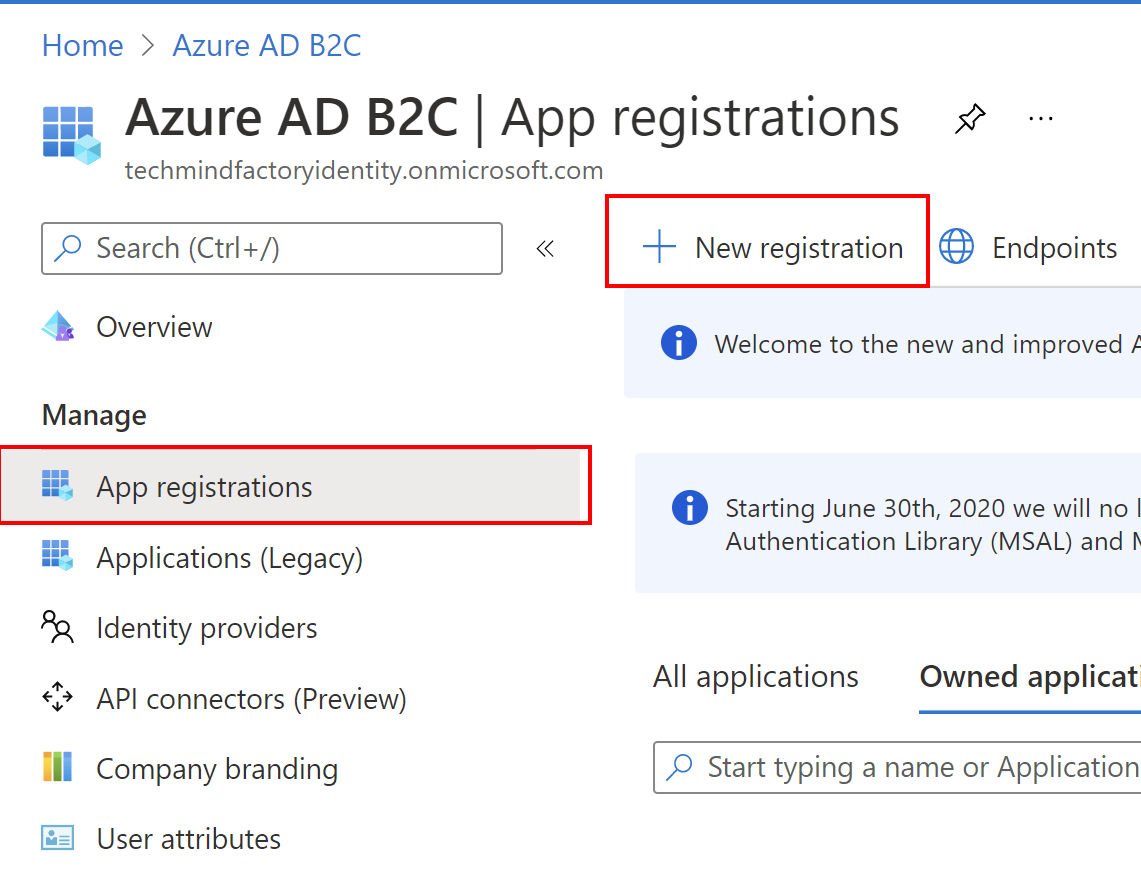 Home > Azure AD B2C
Azure AD B2C | App registrations ...
techmindfactoryidentity.onmicrosoft.com
Search (Ctrl+/)
«
New registration
Endpoints
Overview
Welcome to the new and improved A
Manage
App registrations
Starting June 30th, 2020 we will no l
Authentication Library (MSAL) and M
Applications (Legacy)
Identity providers
All applications
Owned applicati
API connectors (Preview)
Company branding
Start typing a name or Application
User attributes